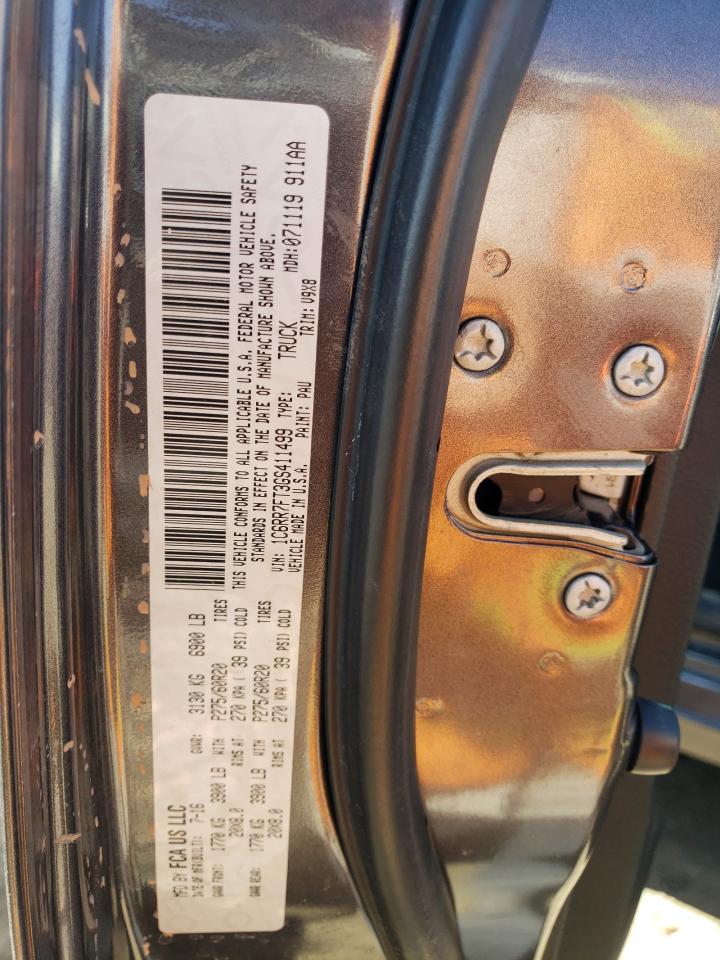 MFD BY FCA US LLC
DATE OF MFR(BUILT): 7-16 GVWR: 3130 KG 6900 LB
GAWR FRONT: 1770 KG 3900 LB WITH P275/60R20 TIRES
20X8.0 RIMS AT 270 KPA ( 39 PSI) COLD
GAWR REAR: 1770 KG 3900 LB WITH P275/60R20 TIRES
20X8.0 RIMS AT 270 KPA ( 39 PSI) COLD
THIS VEHICLE CONFORMS TO ALL APPLICABLE U.S.A. FEDERAL MOTOR VEHICLE SAFETY
STANDARDS IN EFFECT ON THE DATE OF MANUFACTURE SHOWN ABOVE.
VIN: 1C6RR7FT3GS411499 TYPE: TRUCK MDH:071119 911AA
VEHICLE MADE IN U.S.A. PAINT: PAU TRIM: V9X8